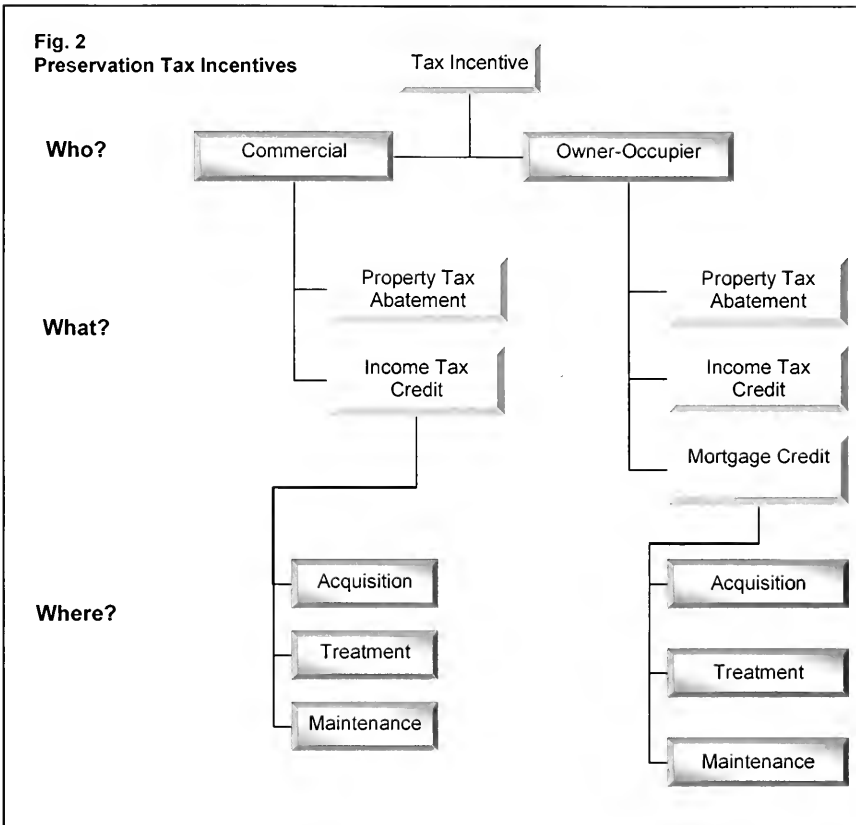 Fig. 2
Preservation Tax Incentives
Tax Incentive
Who?
Commercial
Owner-Occupier
What?
Property Tax
Abatement
Income Tax
Credit
Property Tax
Abatement
Income Tax
Credit
Mortgage Credit
Where?
Acquisition
Treatment
Maintenance
Acquisition
Treatment
Maintenance